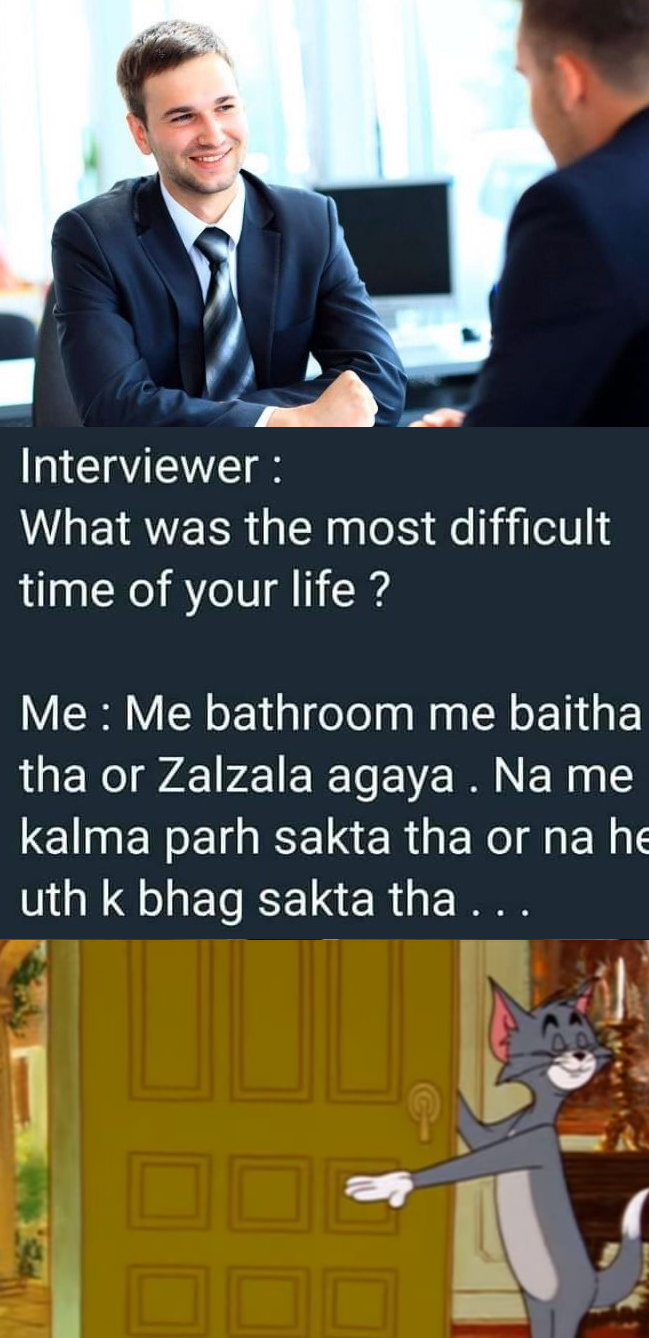 Interviewer :
What was the most difficult
time of your life ?
Me : Me bathroom me baitha
tha or Zalzala agaya . Na me
kalma parh sakta tha or na he
uth k bhag sakta tha . . .